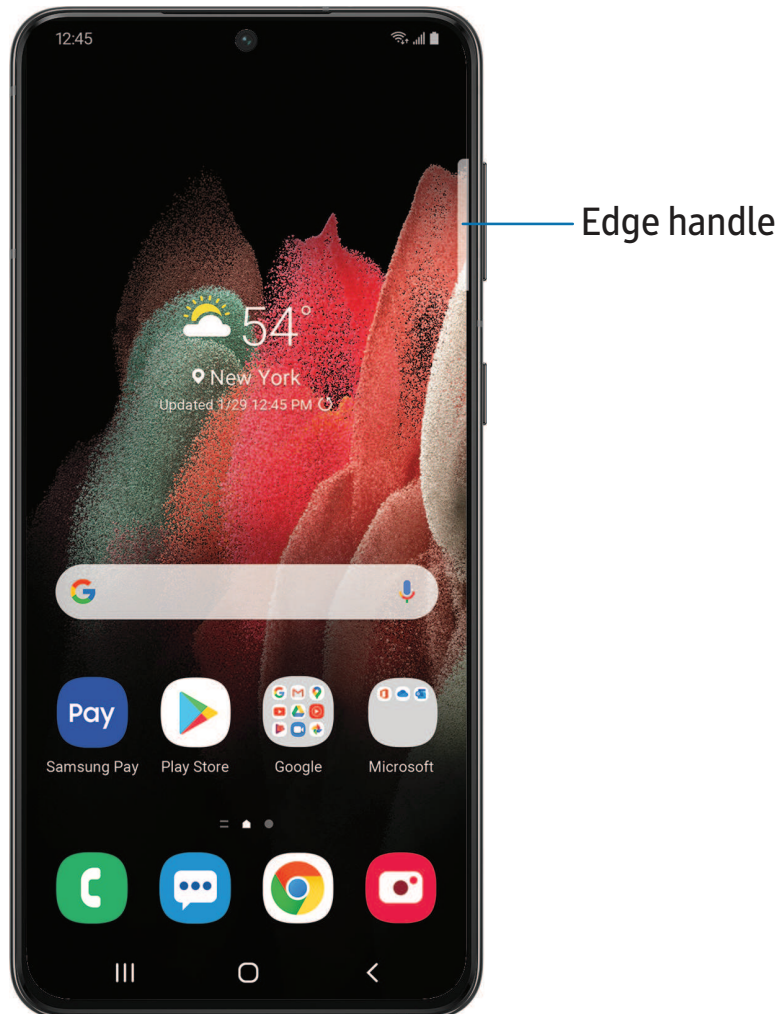 12:45
Edge handle
54°
New York
Updated 1/29 12:45 PM
Pay
Samsung Pay
Play Store
Google
Microsoft